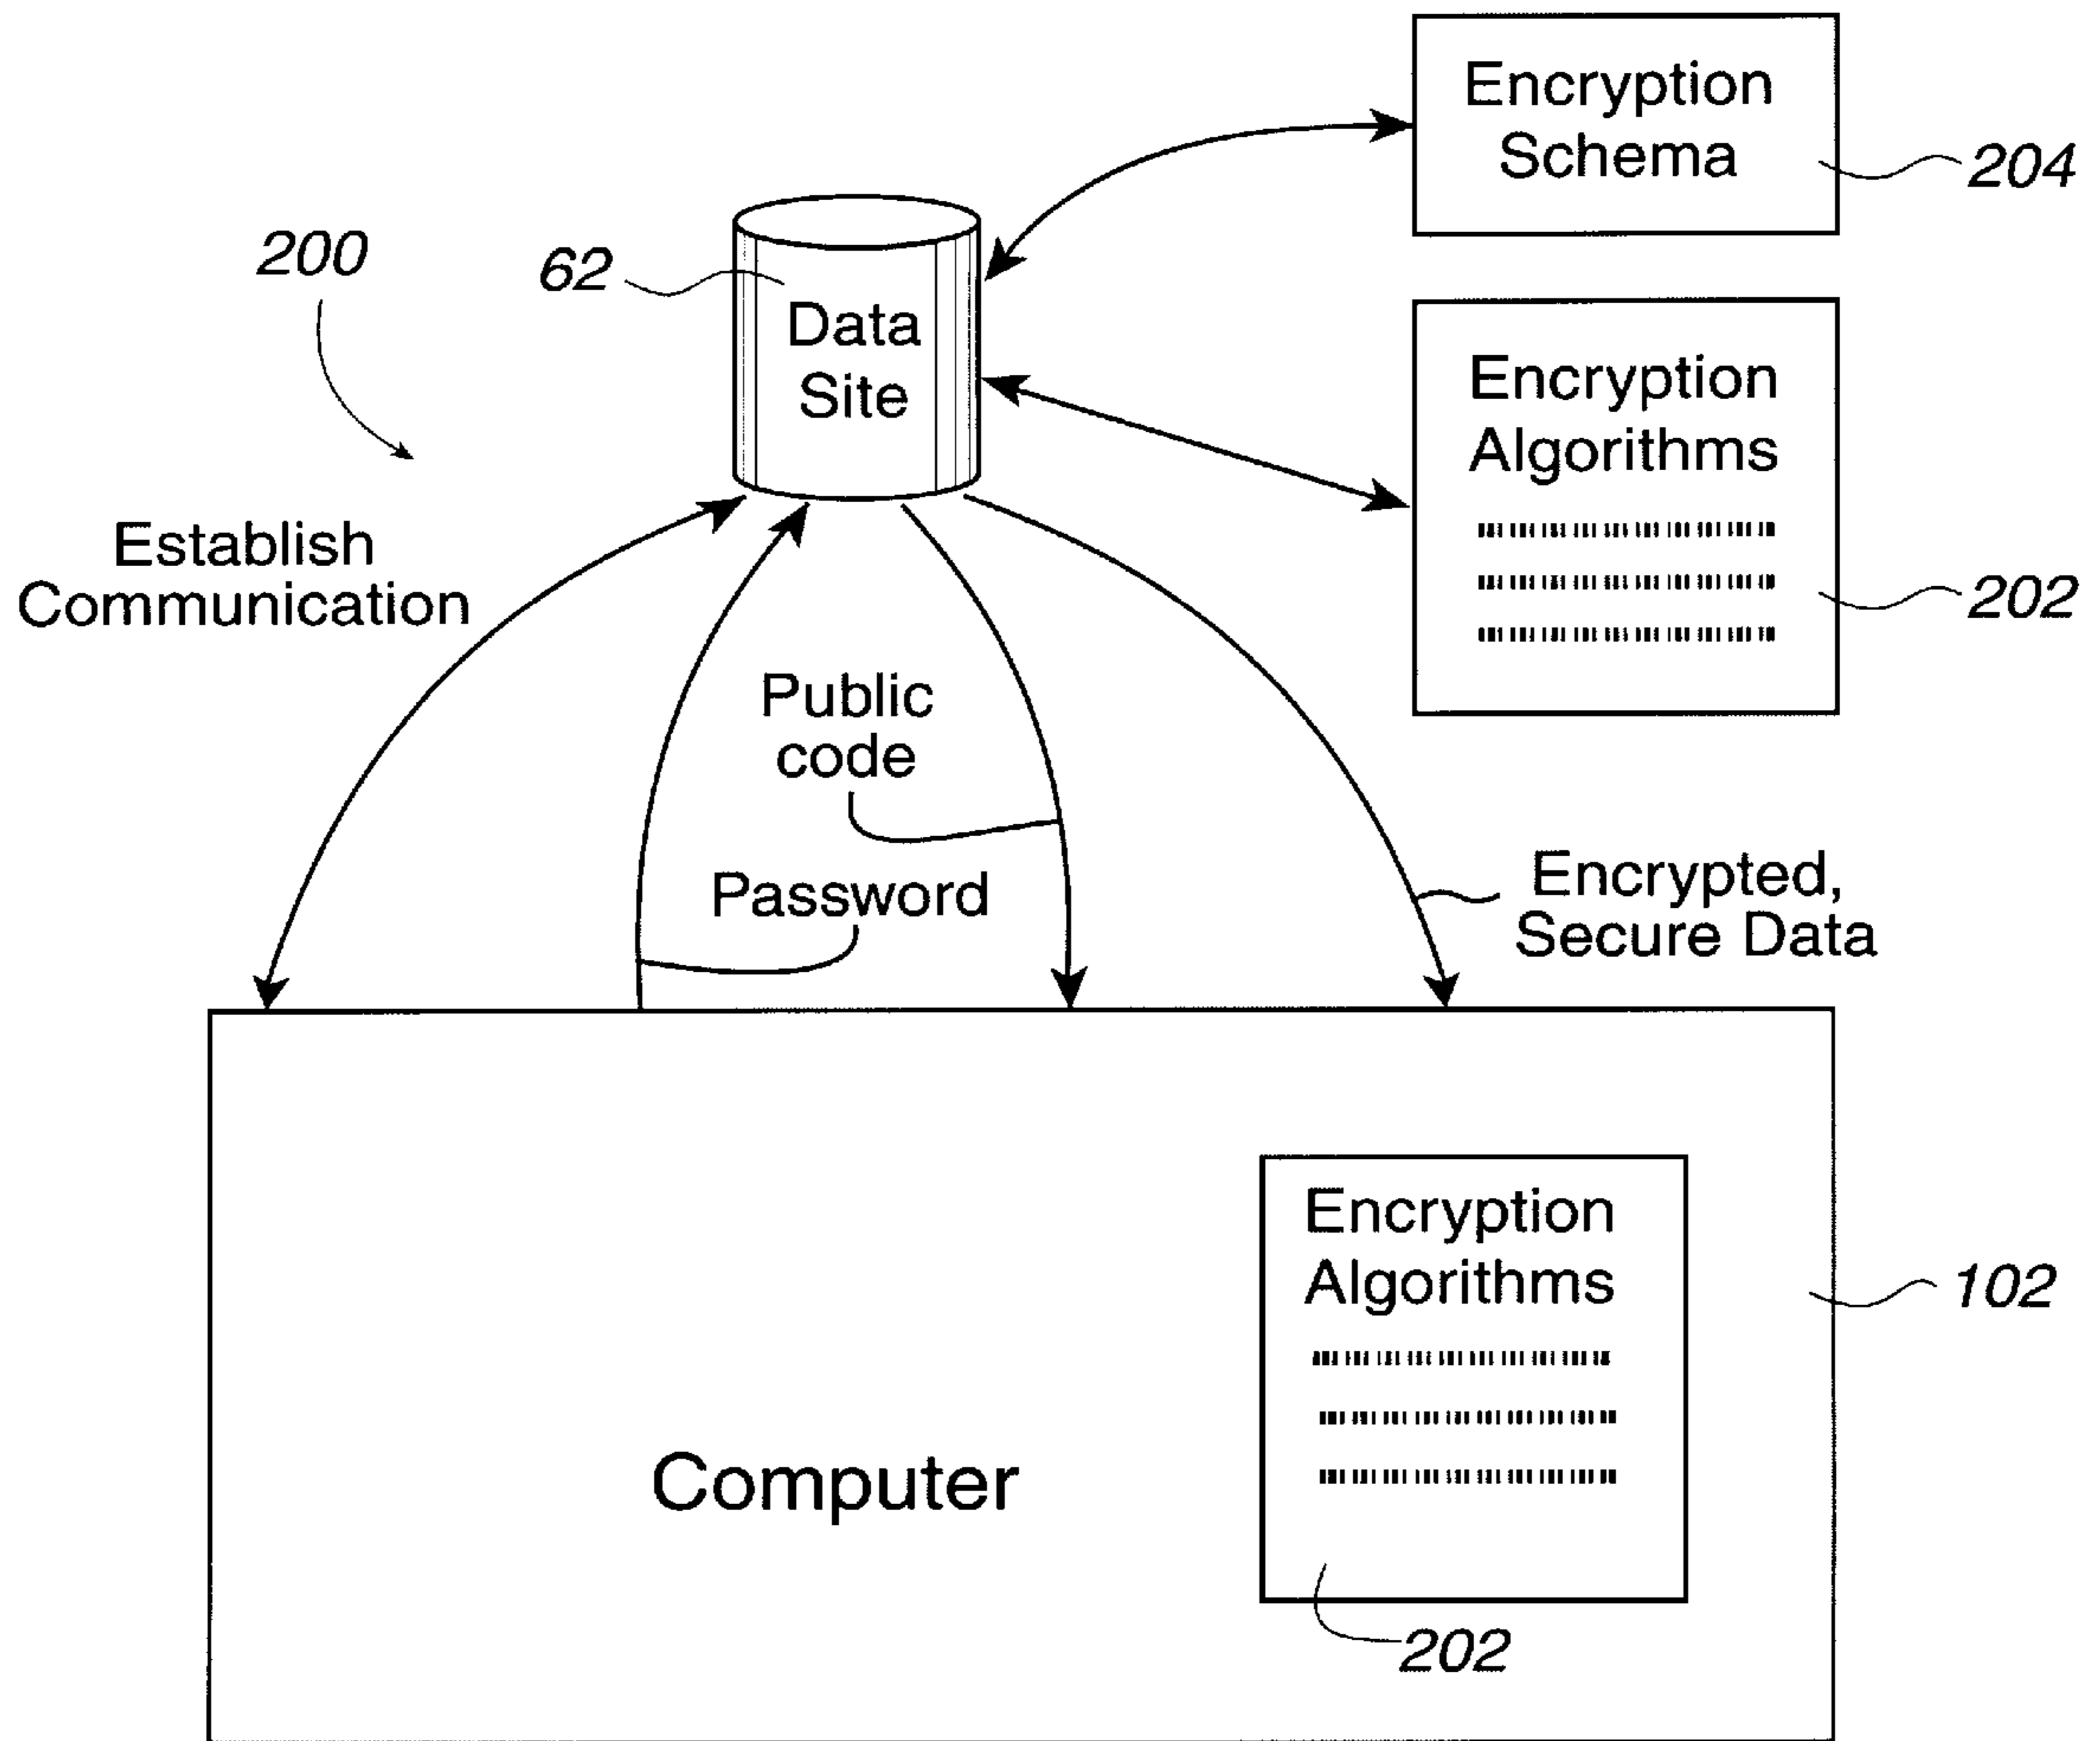 Encryption
Schema
204
200
62
Data
Site
Encryption
Algorithms
202
Establish
Communication
Public
code
Password
Encrypted,
Secure Data
Encryption
Algorithms
102
Computer
202